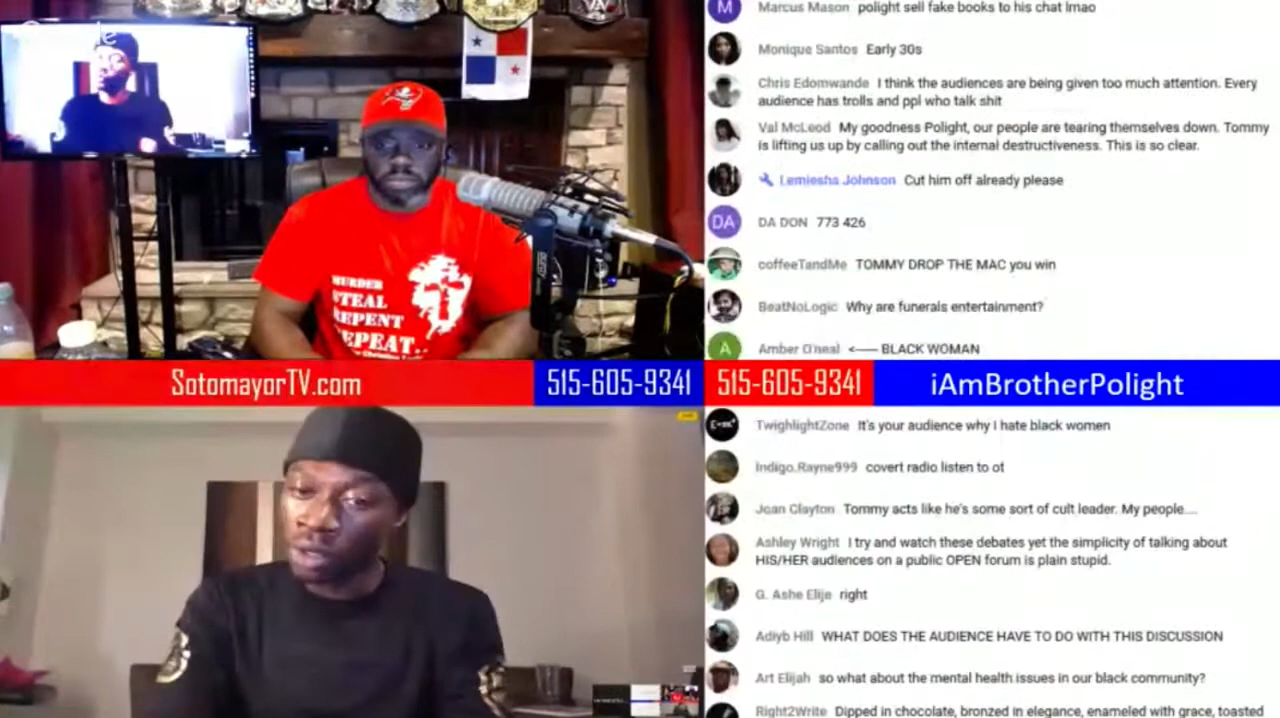 MURDER
STEAL
REPENT
REPEAT..
Marcus Mason polight sell fake books to his chat lmao
Monique Santos Early 30s
Chris Edomwande I think the audiences are being given too much attention. Every
audience has trolls and ppl who talk shit
Val McLeod My goodness Polight, our people are tearing themselves down. Tommy
is lifting us up by calling out the internal destructiveness. This is so clear.
Lemiesha Johnson Cut him off already please
DA DA DON 773 426
coffeeTandMe TOMMY DROP THE MAC you win
BeatNoLogic Why are funerals entertainment?
A Amber O'neal <---- BLACK WOMAN
SotomayorTV.com 515-605-9341 515-605-9341 iAmBrotherPolight
TwighlightZone It's your audience why I hate black women
Indigo.Rayne999 covert radio listen to ot
Joan Clayton Tommy acts like he's some sort of cult leader. My people....
Ashley Wright I try and watch these debates yet the simplicity of talking about
HIS/HER audiences on a public OPEN forum is plain stupid.
G. Ashe Elije right
Adiyb Hill WHAT DOES THE AUDIENCE HAVE TO DO WITH THIS DISCUSSION
Art Elijah so what about the mental health issues in our black community?
Right2Write Dipped in chocolate, bronzed in elegance, enameled with grace, toasted